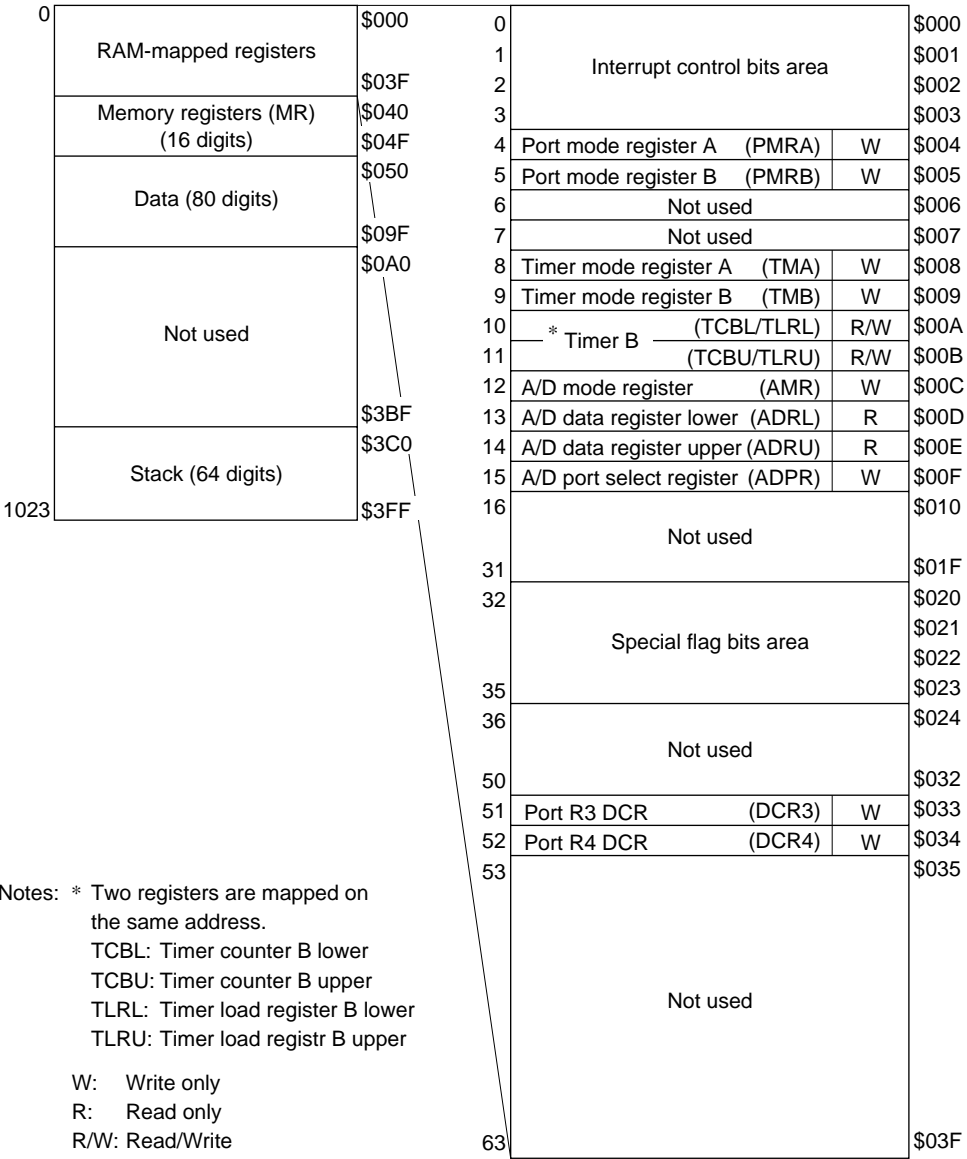 0
$000
RAM-mapped registers
$03F
Memory registers (MR)
(16 digits)
$040
$04F
$050
Data (80 digits)
$09F
$0A0
Not used
$3BF
$3C0
Stack (64 digits)
1023
$3FF
0 $000
1 $001
Interrupt control bits area
2 $002
3 $003
4 Port mode register A (PMRA) W $004
5 Port mode register B (PMRB) W $005
6 Not used $006
7 Not used $007
8 Timer mode register A (TMA) W $008
9 Timer mode register B (TMB) W $009
10 (TCBL/TLRL) R/W $00A
* Timer B
11 (TCBU/TLRU) R/W $00B
12 A/D mode register (AMR) W $00C
13 A/D data register lower (ADRL) R $00D
14 A/D data register upper (ADRU) R $00E
15 A/D port select register (ADPR) W $00F
16 $010
Not used
31 $01F
32 $020
$021
Special flag bits area
$022
35 $023
36 $024
Not used
50 $032
51 Port R3 DCR (DCR3) W $033
52 Port R4 DCR (DCR4) W $034
53 $035
Not used
63 $03F
Notes: * Two registers are mapped on
the same address.
TCBL: Timer counter B lower
TCBU: Timer counter B upper
TLRL: Timer load register B lower
TLRU: Timer load registr B upper
W: Write only
R: Read only
R/W: Read/Write